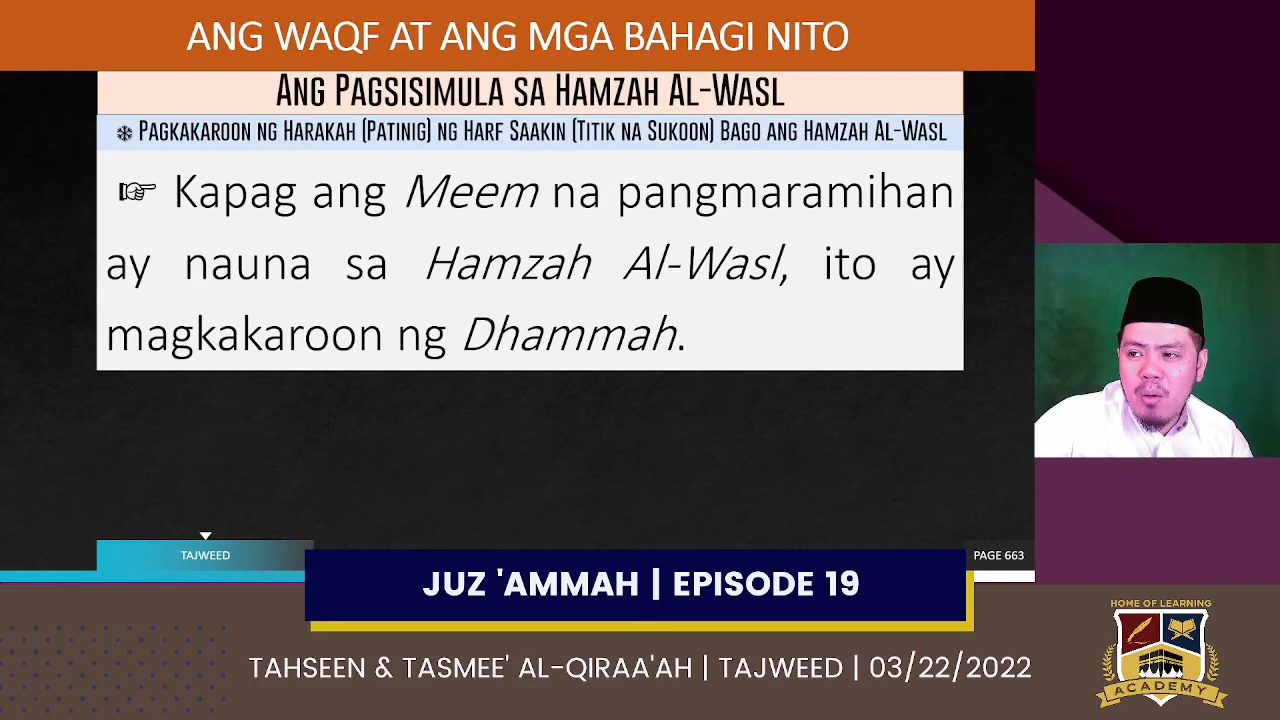 ANG WAQF AT ANG MGA BAHAGI NITO
ANG PAGSISIMULA SA HAMZAH AL-WASL
❄ PAGKAKAROON NG HARAKAH (PATINIG) NG HARF SAAKIN (TITIK NA SUKOON) BAGO ANG HAMZAH AL-WASL
☞ Kapag ang Meem na pangmaramihan
ay nauna sa Hamzah Al-Wasl, ito ay
magkakaroon ng Dhammah.
TAJWEED
PAGE 663
JUZ 'AMMAH | EPISODE 19
TAHSEEN & TASMEE' AL-QIRAA'AH | TAJWEED | 03/22/2022
HOME OF LEARNING
ACADEMY